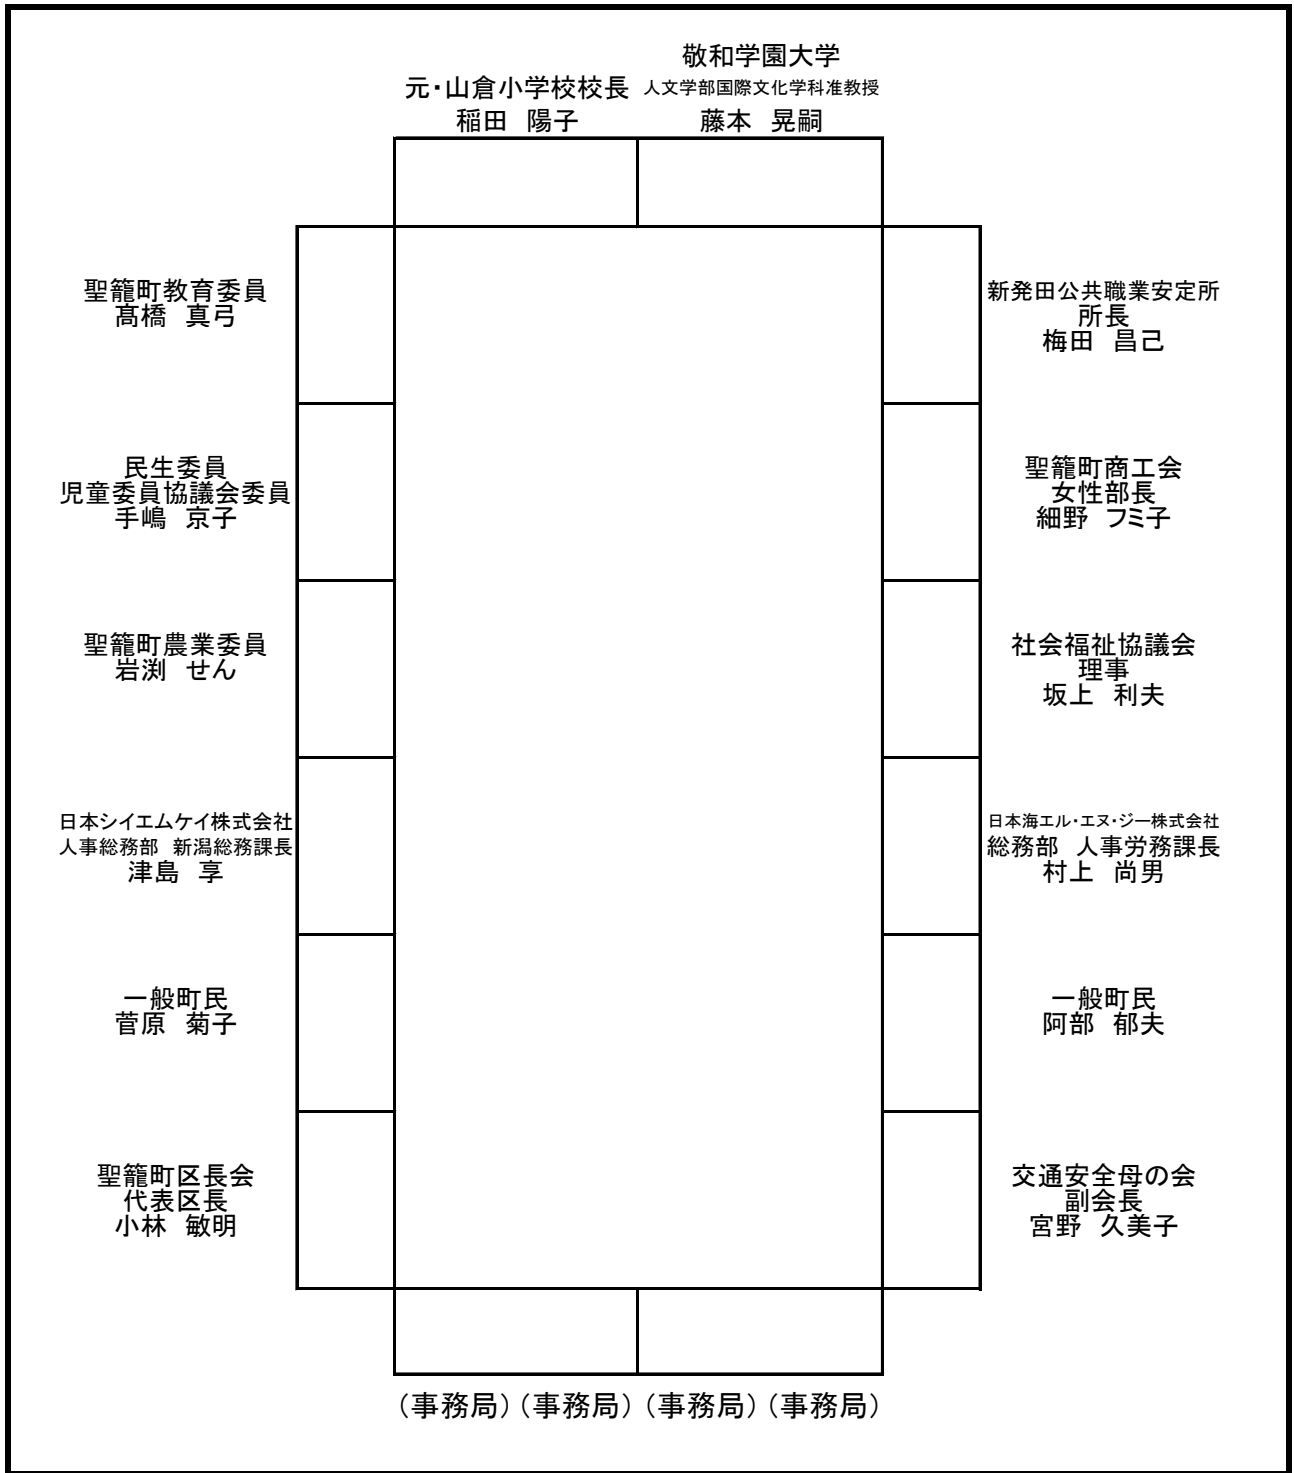 敬和学園大学
元・山倉小学校校長 人文学部国際文化学科准教授
稲田　陽子 藤本　晃嗣
聖籠町教育委員
髙橋　真弓
新発田公共職業安定所
所長
梅田　昌己
民生委員
児童委員協議会委員
手嶋　京子
聖籠町商工会
女性部長
細野　フミ子
聖籠町農業委員
岩渕　せん
社会福祉協議会
理事
坂上　利夫
日本シイエムケイ株式会社
人事総務部　新潟総務課長
津島　享
日本海エル・エヌ・ジー株式会社
総務部　人事労務課長
村上　尚男
一般町民
菅原　菊子
一般町民
阿部　郁夫
聖籠町区長会
代表区長
小林　敏明
交通安全母の会
副会長
宮野　久美子
（事務局）（事務局）（事務局）（事務局）